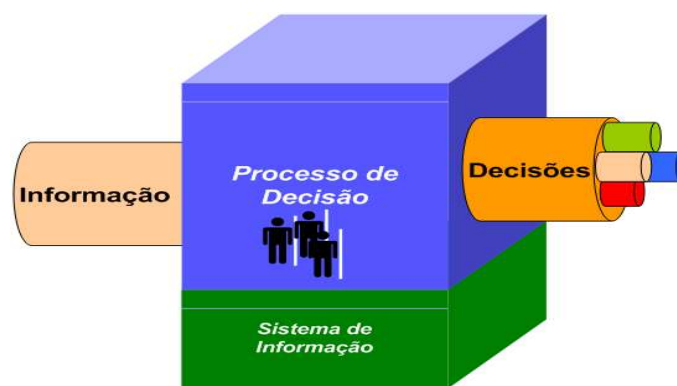 Informação
Processo de
Decisão
Decisões
Sistema de
Informação